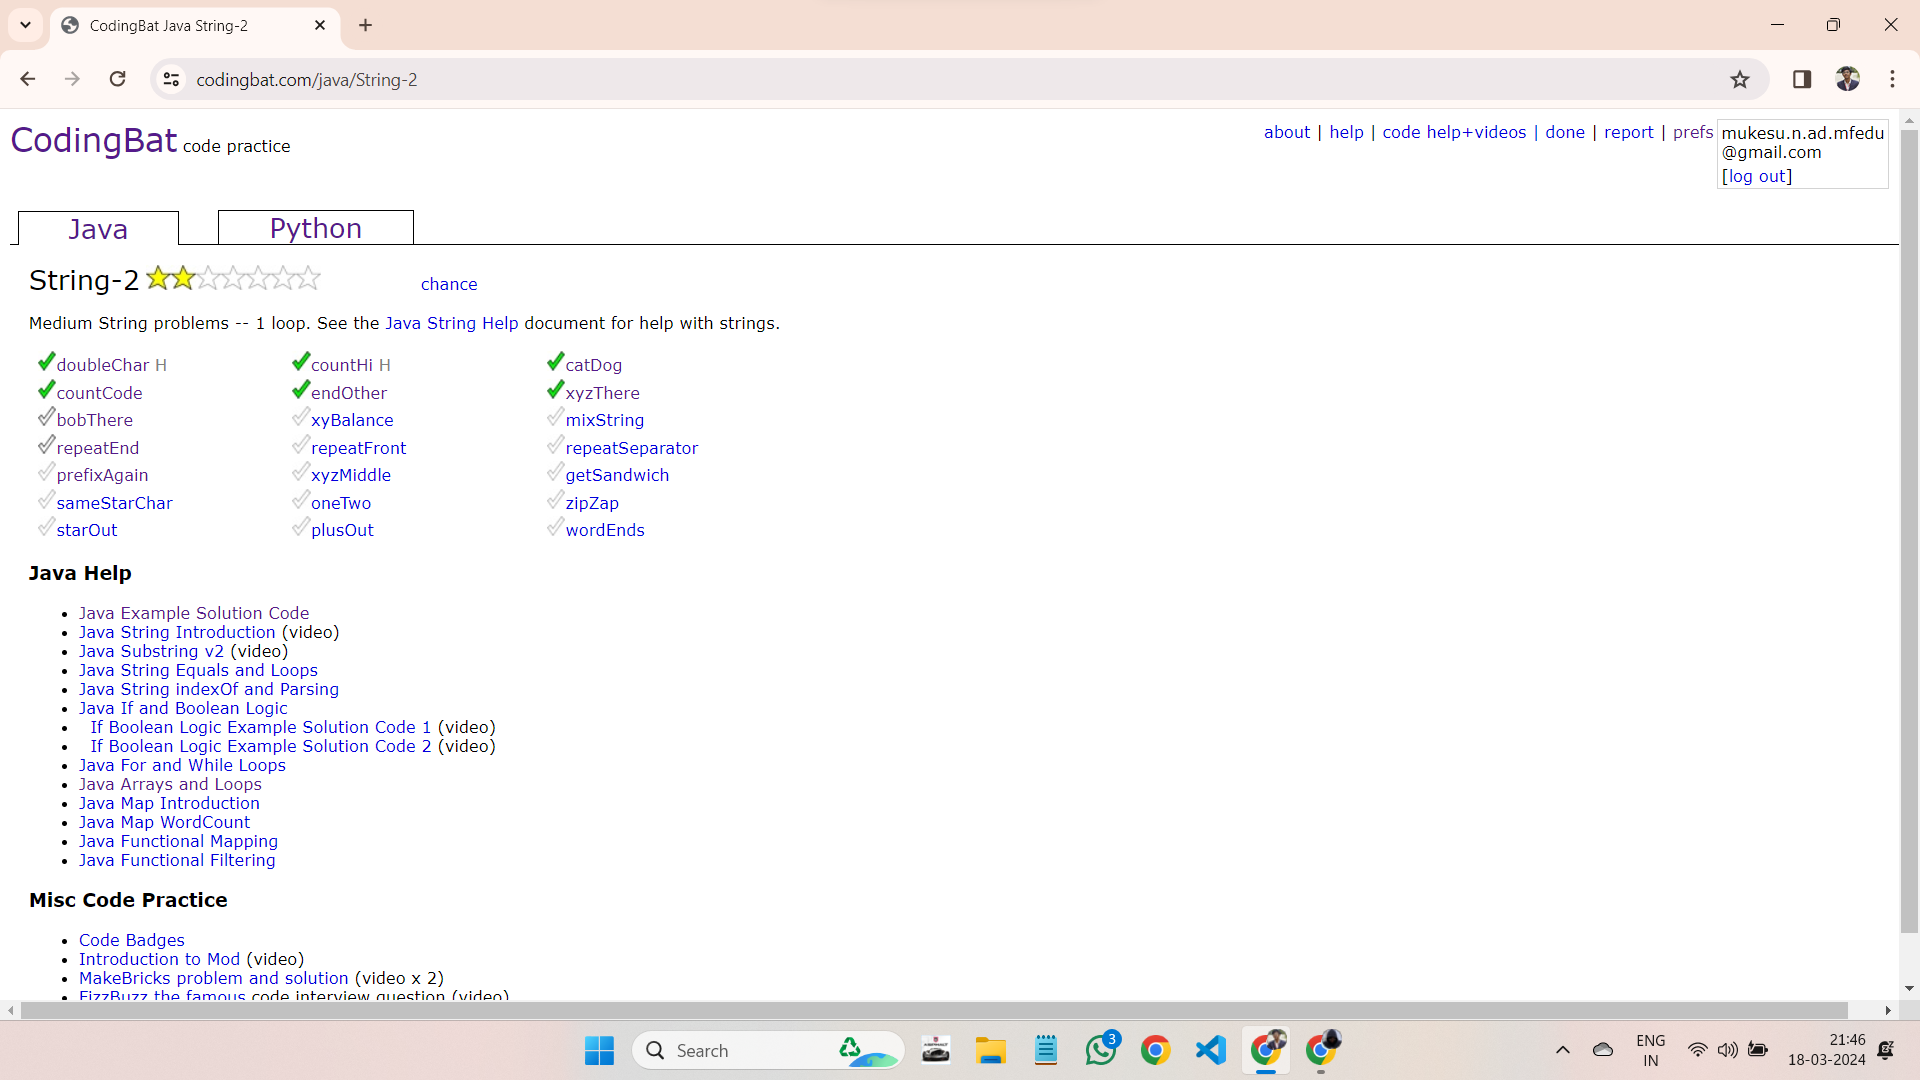 CodingBat Java String-2
codingbat.com/java/String-2
CodingBat code practice
about | help | code help+videos | done | report | prefs
mukesu.n.ad.mfedu
@gmail.com
[log out]
Java Python
String-2 chance
Medium String problems -- 1 loop. See the Java String Help document for help with strings.
doubleChar H countHi H catDog
countCode endOther xyzThere
bobThere xyBalance mixString
repeatEnd repeatFront repeatSeparator
prefixAgain xyzMiddle getSandwich
sameStarChar oneTwo zipZap
starOut plusOut wordEnds
Java Help
• Java Example Solution Code
• Java String Introduction (video)
• Java Substring v2 (video)
• Java String Equals and Loops
• Java String indexOf and Parsing
• Java If and Boolean Logic
• If Boolean Logic Example Solution Code 1 (video)
• If Boolean Logic Example Solution Code 2 (video)
• Java For and While Loops
• Java Arrays and Loops
• Java Map Introduction
• Java Map WordCount
• Java Functional Mapping
• Java Functional Filtering
Misc Code Practice
• Code Badges
• Introduction to Mod (video)
• MakeBricks problem and solution (video x 2)
• FizzBuzz the famous code interview question (video)
Search
3
ENG
IN
21:46
18-03-2024